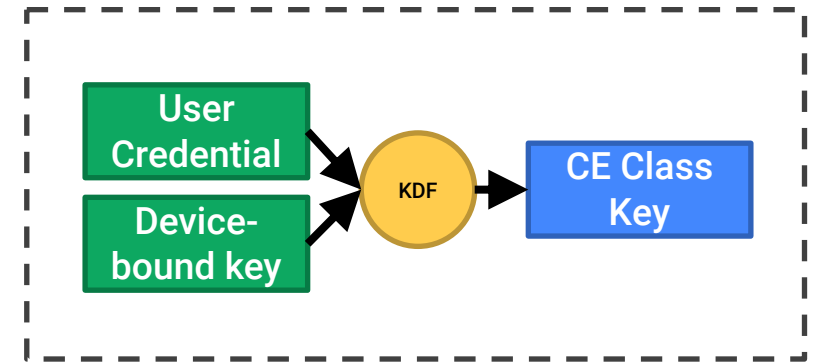 User
Credential
Device-
bound key
KDF
CE Class
Key